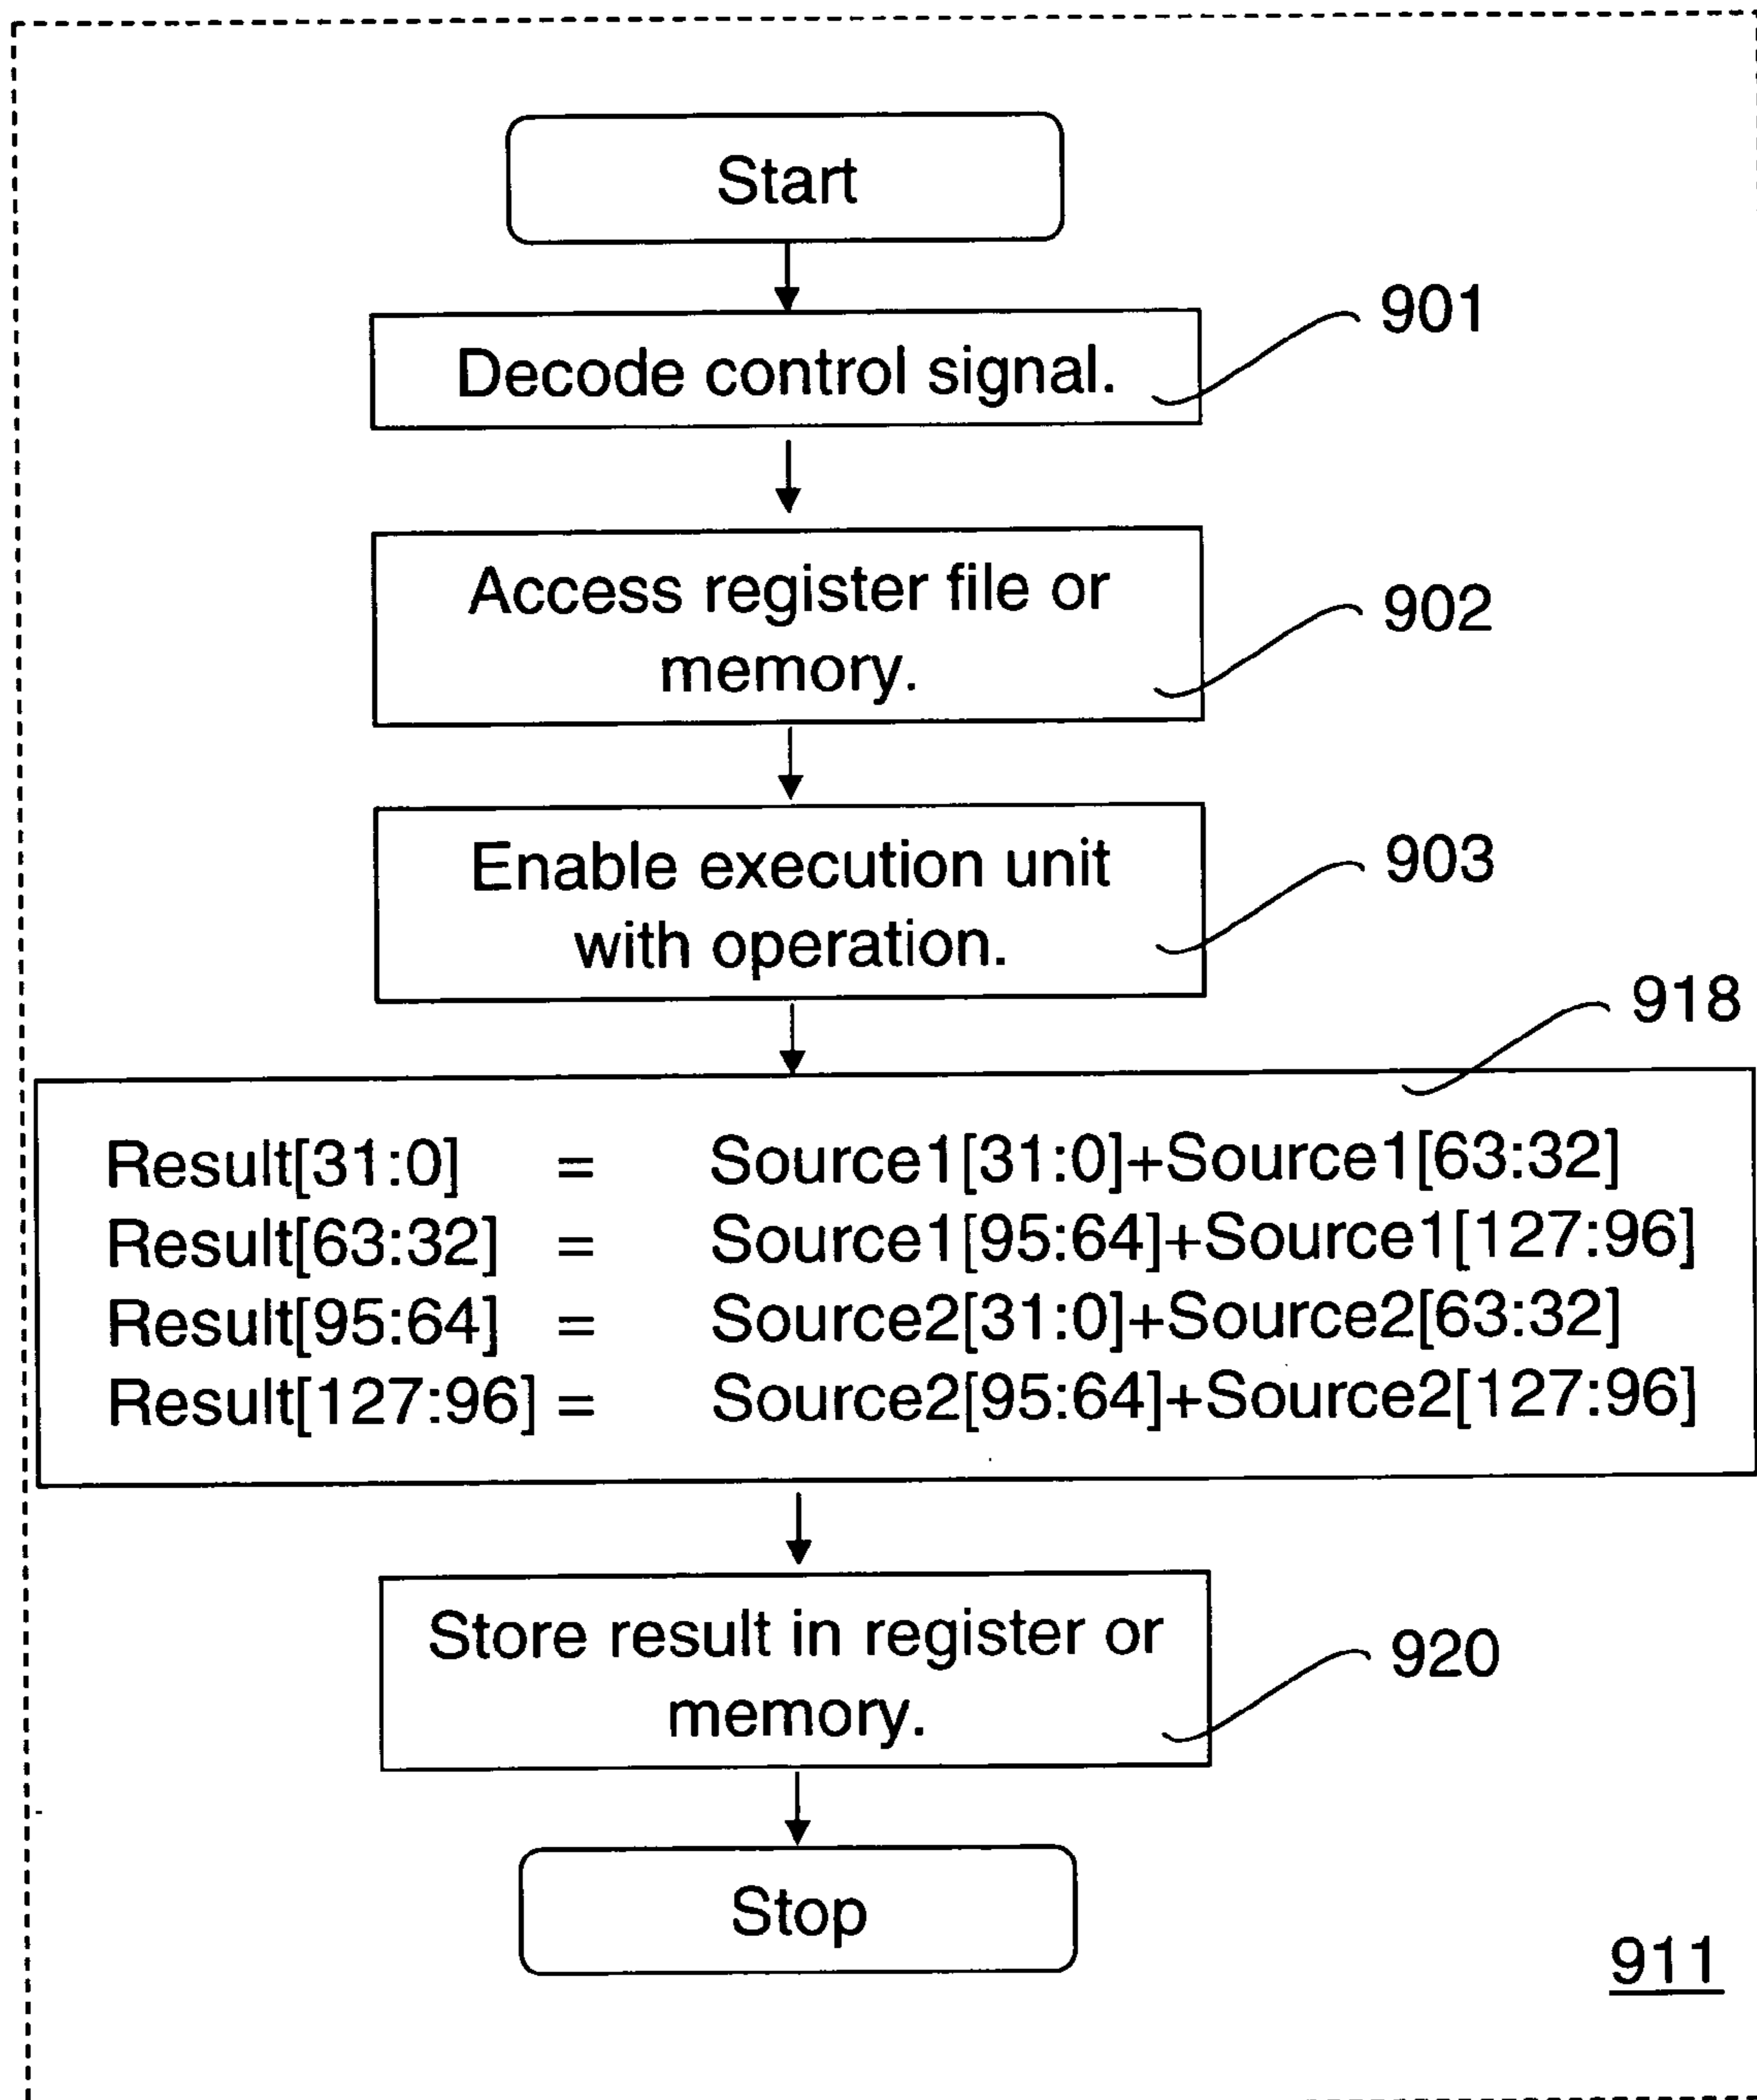 Start
901
Decode control signal.
Access register file or
memory.
902
Enable execution unit
with operation.
903
918
Result[31:0] = Source1[31:0]+Source1[63:32]
Result[63:32] = Source1[95:64]+Source1[127:96]
Result[95:64] = Source2[31:0]+Source2[63:32]
Result[127:96] = Source2[95:64]+Source2[127:96]
Store result in register or
memory.
920
Stop
911